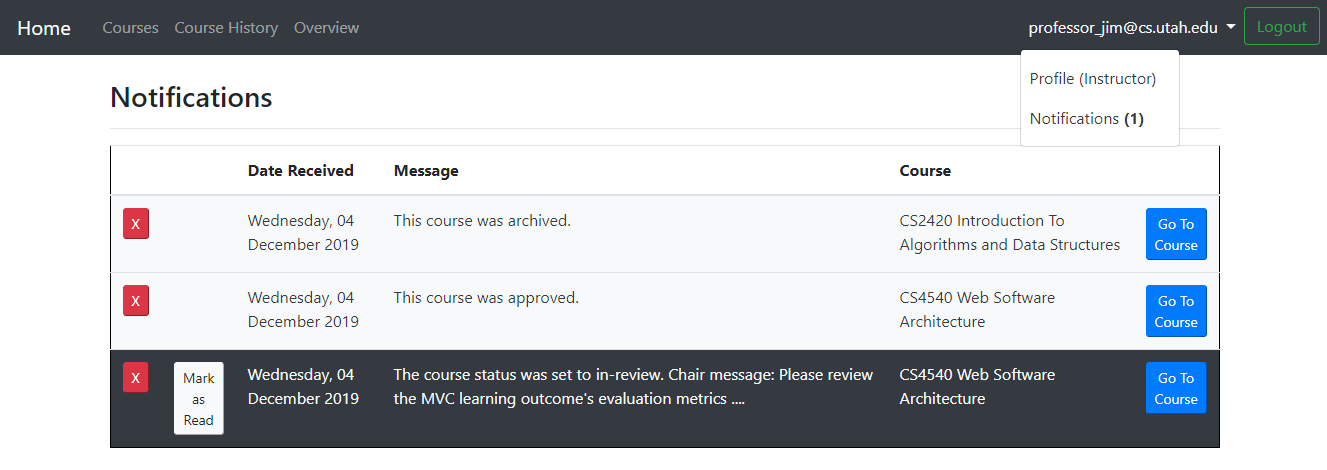 Home Courses Course History Overview professor_jim@cs.utah.edu Logout
Profile (Instructor)
Notifications (1)
Notifications
Date Received Message Course
X Wednesday, 04 This course was archived. CS2420 Introduction To Go To
December 2019 Algorithms and Data Structures Course
X Wednesday, 04 This course was approved. CS4540 Web Software Go To
December 2019 Architecture Course
X Mark Wednesday, 04 The course status was set to in-review. Chair message: Please review CS4540 Web Software Go To
as December 2019 the MVC learning outcome's evaluation metrics .... Architecture Course
Read